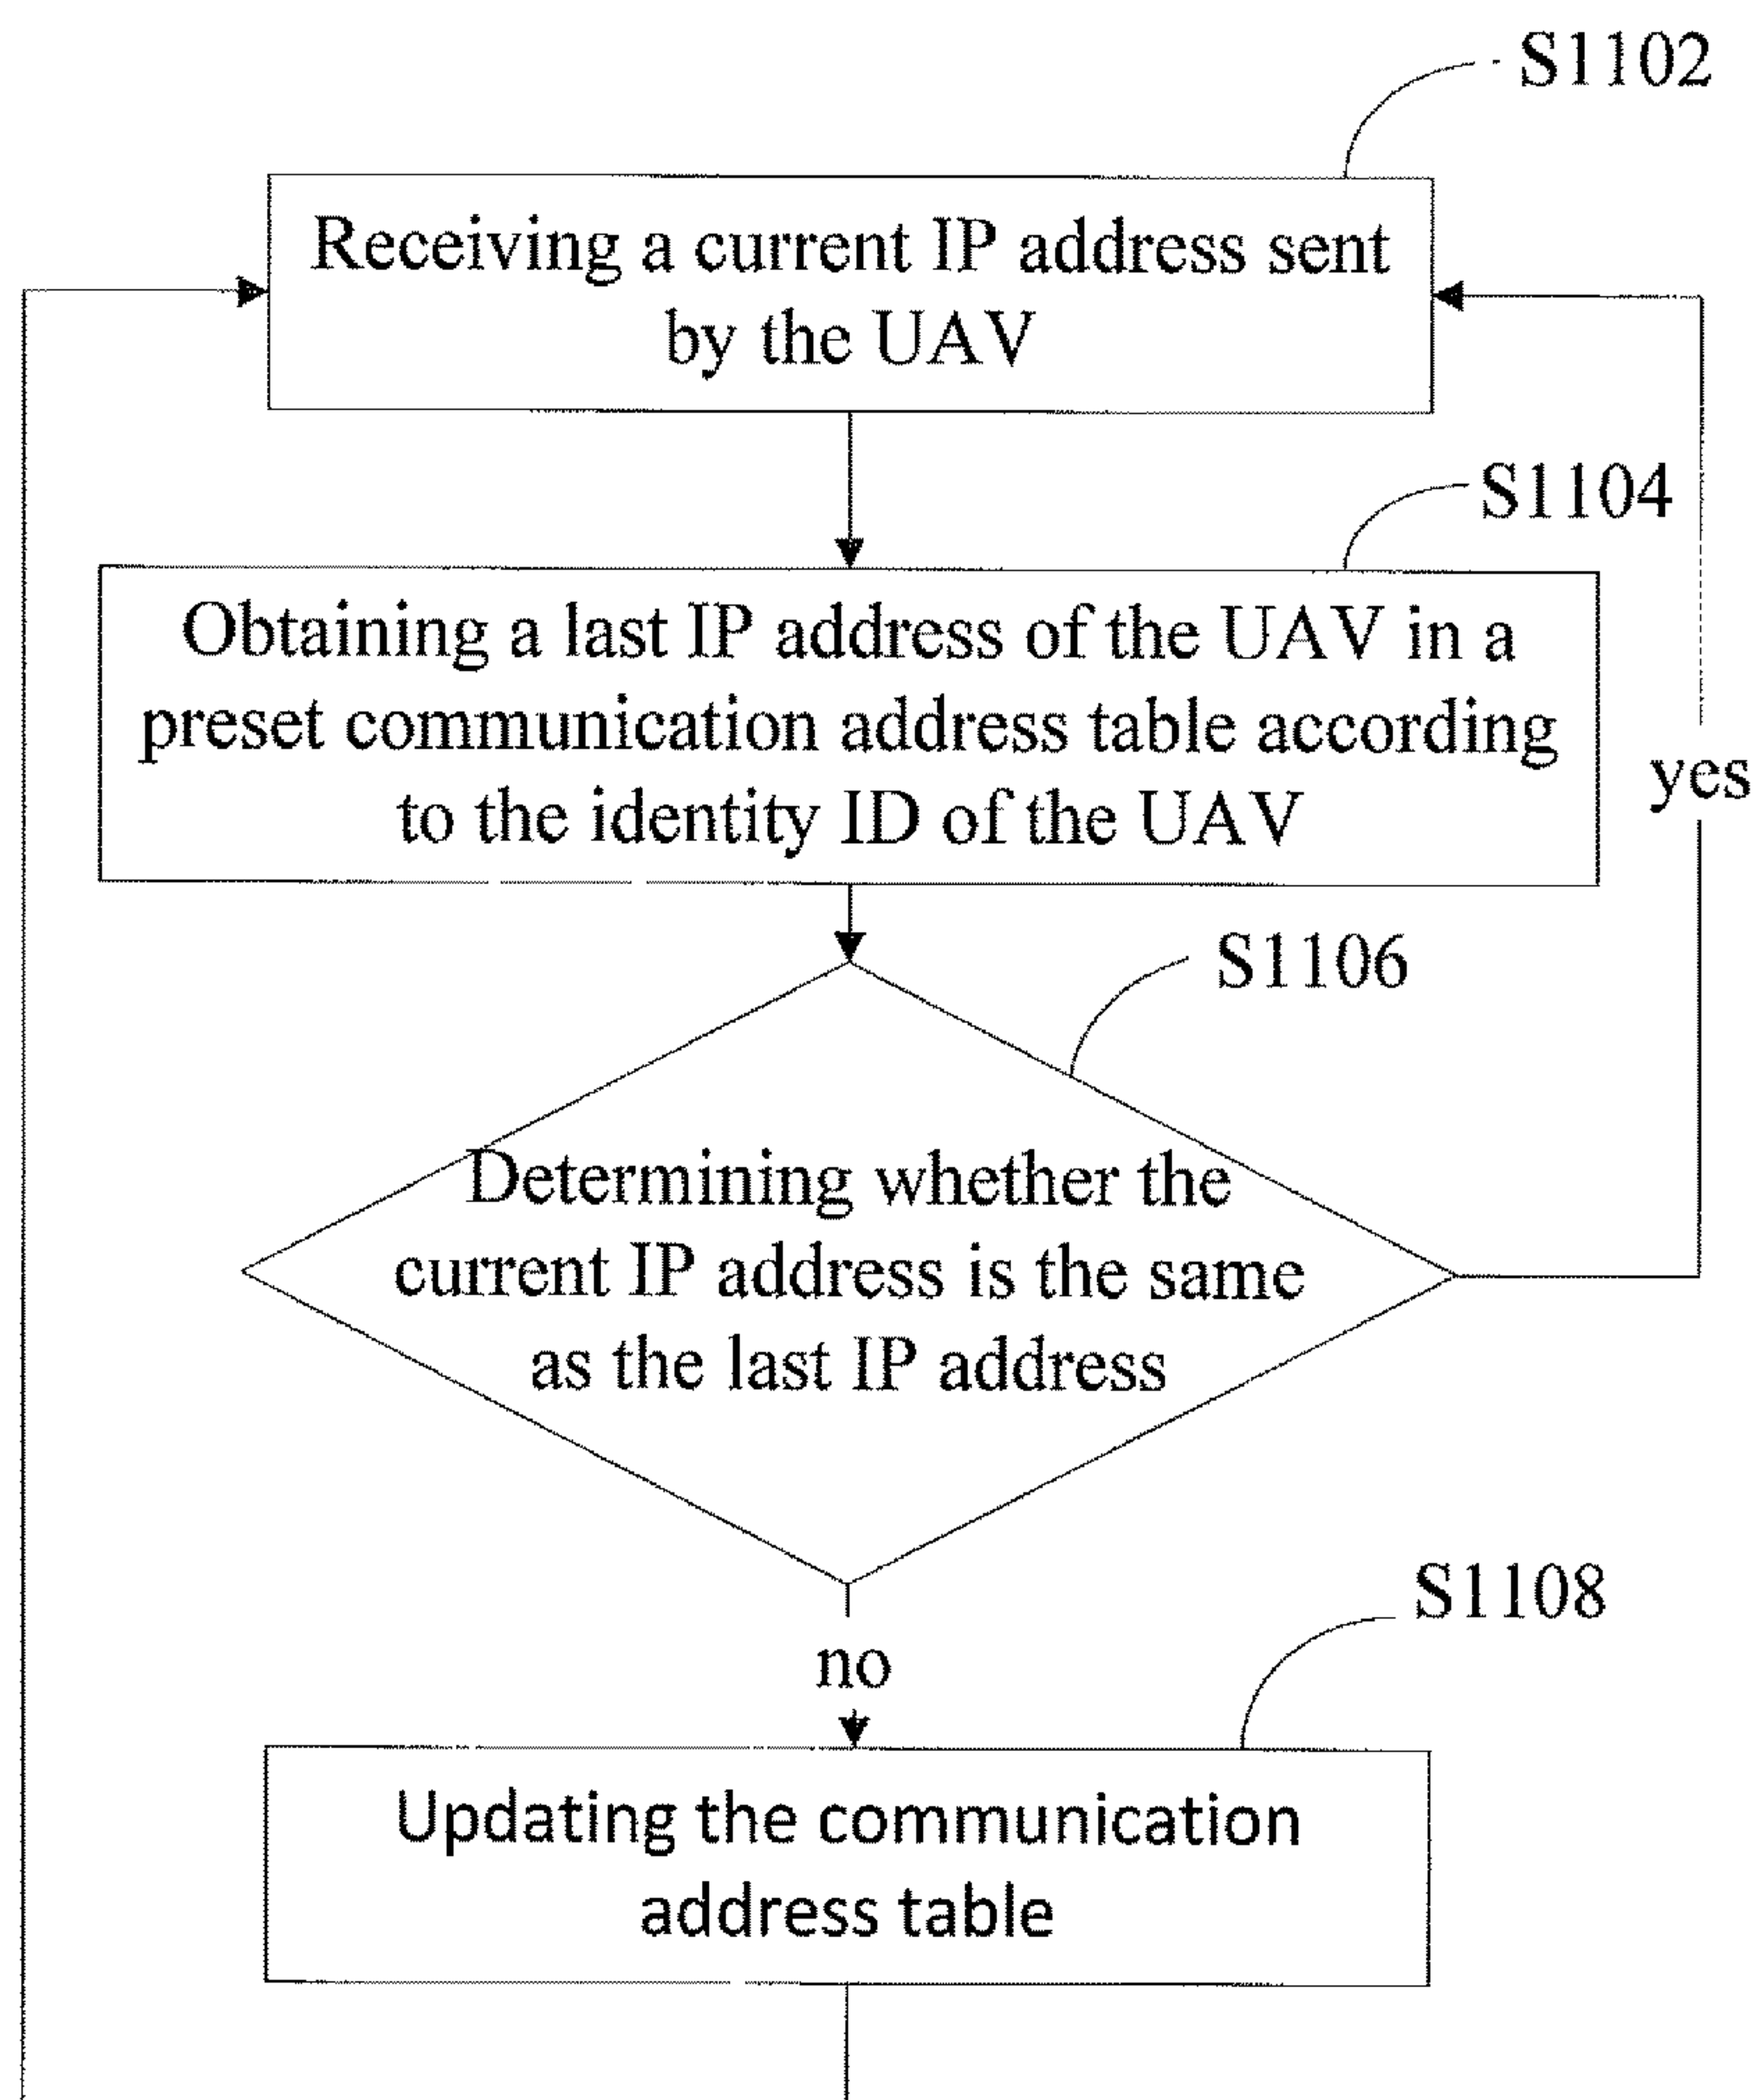 S1102
Receiving a current IP address sent
by the UAV
S1104
Obtaining a last IP address of the UAV in a
preset communication address table according
to the identity ID of the UAV
yes
S1106
Determining whether the
current IP address is the same
as the last IP address
S1108
no
Updating the communication
address table